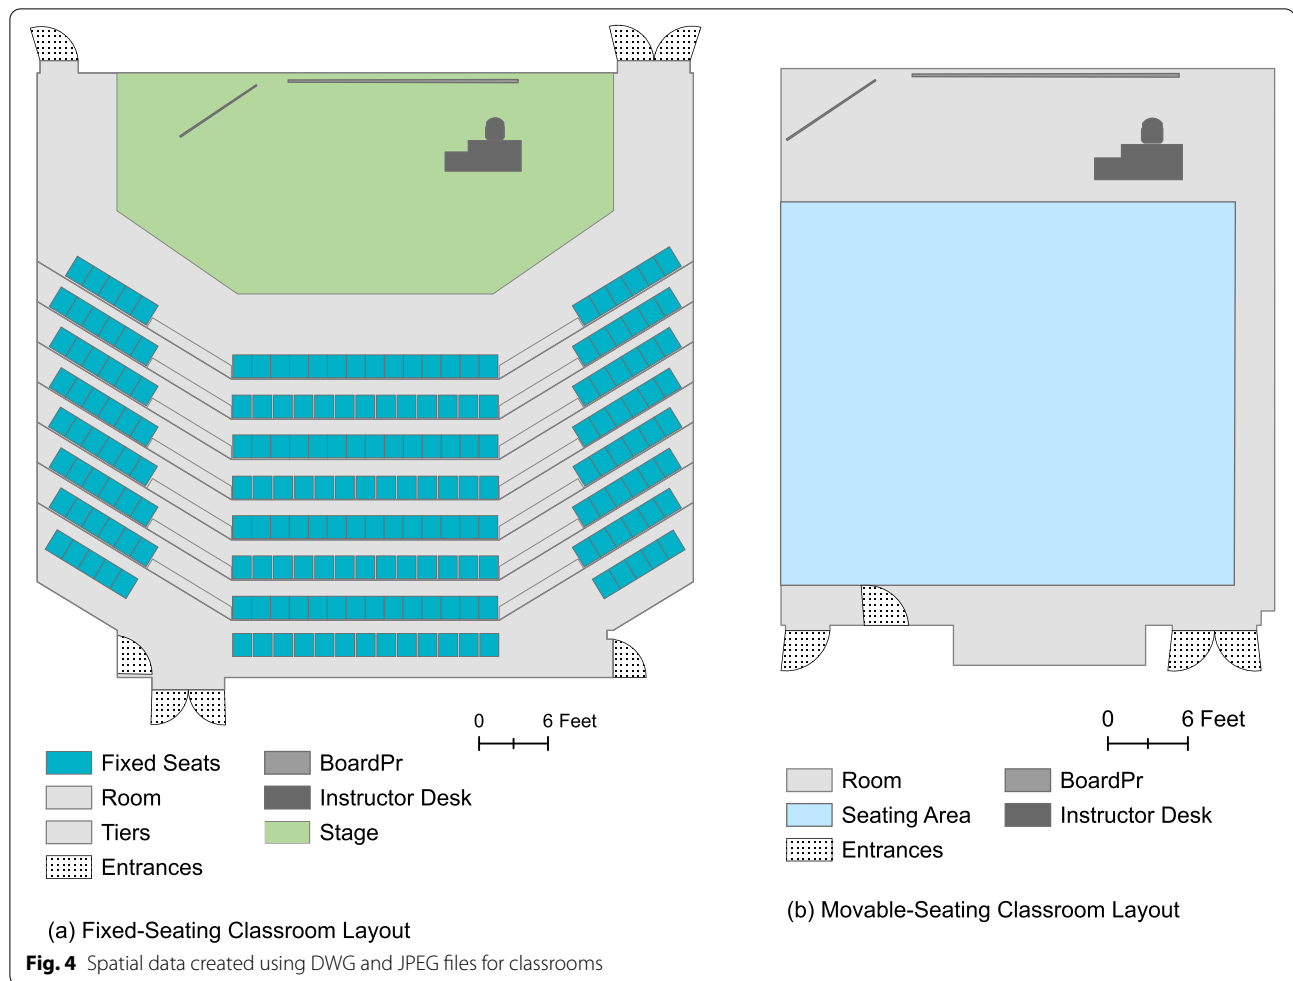 0 6 Feet
Fixed Seats
Room
Tiers
Entrances
BoardPr
Instructor Desk
Stage
(a) Fixed-Seating Classroom Layout
0 6 Feet
Room
Seating Area
Entrances
BoardPr
Instructor Desk
(b) Movable-Seating Classroom Layout
Fig. 4 Spatial data created using DWG and JPEG files for classrooms